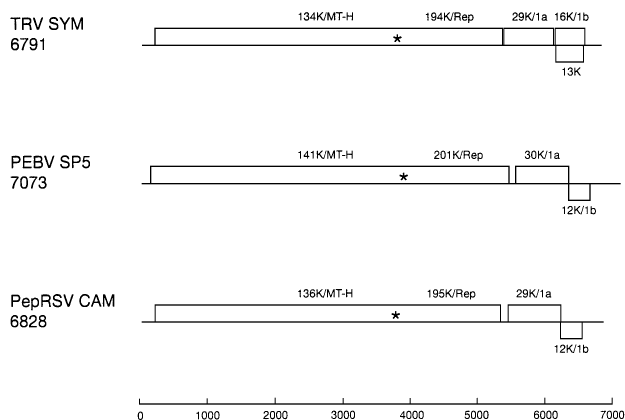 TRV SYM
6791
134K/MT-H 194K/Rep 29K/1a 16K/1b
*
13K
PEBV SP5
7073
141K/MT-H 201K/Rep 30K/1a
*
12K/1b
PepRSV CAM
6828
136K/MT-H 195K/Rep 29K/1a
*
12K/1b
0 1000 2000 3000 4000 5000 6000 7000